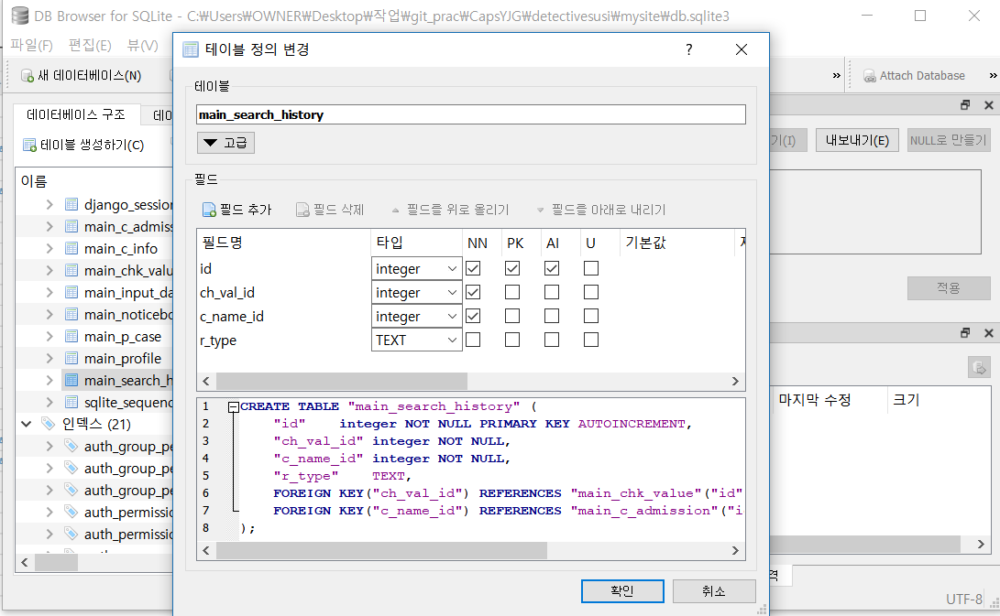 DB Browser for SQLite - C:₩Users₩OWNER₩Desktop₩작업₩git_prac₩CapsYJG₩detectivesusi₩mysite₩db.sqlite3
파일(F) 편집(E) 뷰(V)
새 데이터베이스(N)
» Attach Database »
데이터베이스 구조
데이
테이블 생성하기(C)
이름
django_session
main_c_admiss
main_c_info
main_chk_valu
main_input_da
main_noticebo
main_p_case
main_profile
main_search_h
sqlite_sequenc
인덱스 (21)
auth_group_pe
auth_group_pe
auth_group_pe
auth_permissio
auth_permissio
테이블 정의 변경 ?
테이블
main_search_history
고급
필드
필드 추가 필드 삭제 필드를 위로 올리기 필드를 아래로 내리기
필드명 타입 NN PK AI U 기본값
id integer
ch_val_id integer
c_name_id integer
r_type TEXT
1 CREATE TABLE "main_search_history" (
2 "id" integer NOT NULL PRIMARY KEY AUTOINCREMENT,
3 "ch_val_id" integer NOT NULL,
4 "c_name_id" integer NOT NULL,
5 "r_type" TEXT,
6 FOREIGN KEY("ch_val_id") REFERENCES "main_chk_value"("id"
7 FOREIGN KEY("c_name_id") REFERENCES "main_c_admission"("i
8 );
확인 취소
기(I) 내보내기(E) NULL로 만들기
적용
마지막 수정 크기
역
UTF-8